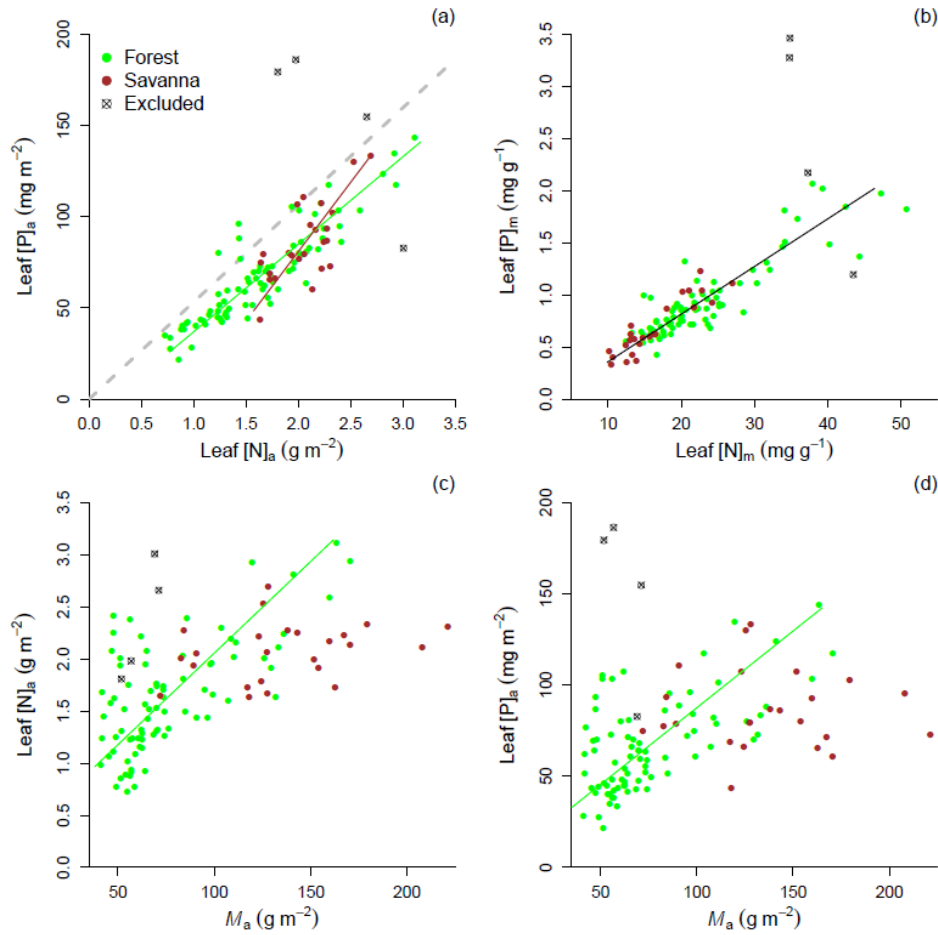 (a)
200
150
100
50
0
Leaf [P]a (mg m−2)
Forest
Savanna
Excluded
0.0 0.5 1.0 1.5 2.0 2.5 3.0 3.5
Leaf [N]a (g m−2)
(b)
3.5
3.0
2.5
2.0
1.5
1.0
0.5
0.0
Leaf [P]m (mg g−1)
10 20 30 40 50
Leaf [N]m (mg g−1)
(c)
3.5
3.0
2.5
2.0
1.5
1.0
0.5
0.0
Leaf [N]a (g m−2)
50 100 150 200
Ma (g m−2)
(d)
200
150
100
50
0
Leaf [P]a (mg m−2)
50 100 150 200
Ma (g m−2)